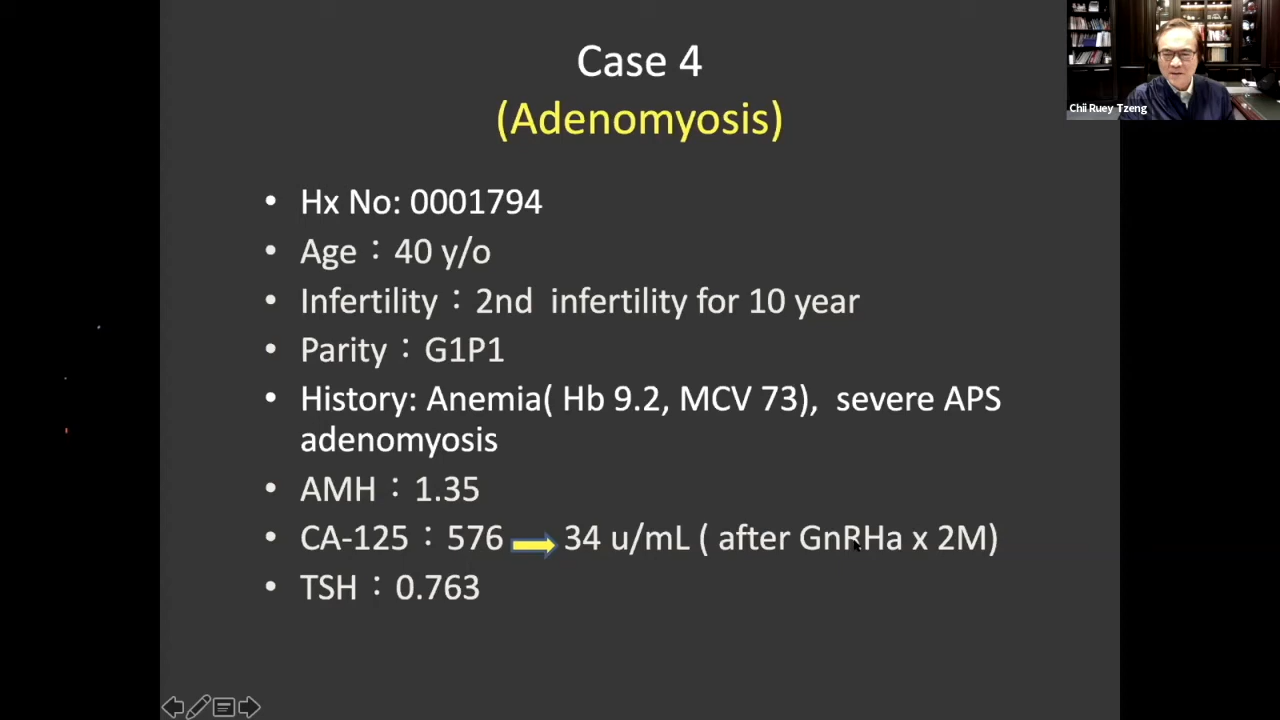 Case 4
(Adenomyosis)
Chii Ruey Tzeng
• Hx No: 0001794
• Age：40 y/o
• Infertility：2nd infertility for 10 year
• Parity：G1P1
• History: Anemia( Hb 9.2, MCV 73), severe APS
adenomyosis
• AMH：1.35
• CA-125：576 ➡ 34 u/mL ( after GnRHa x 2M)
• TSH：0.763